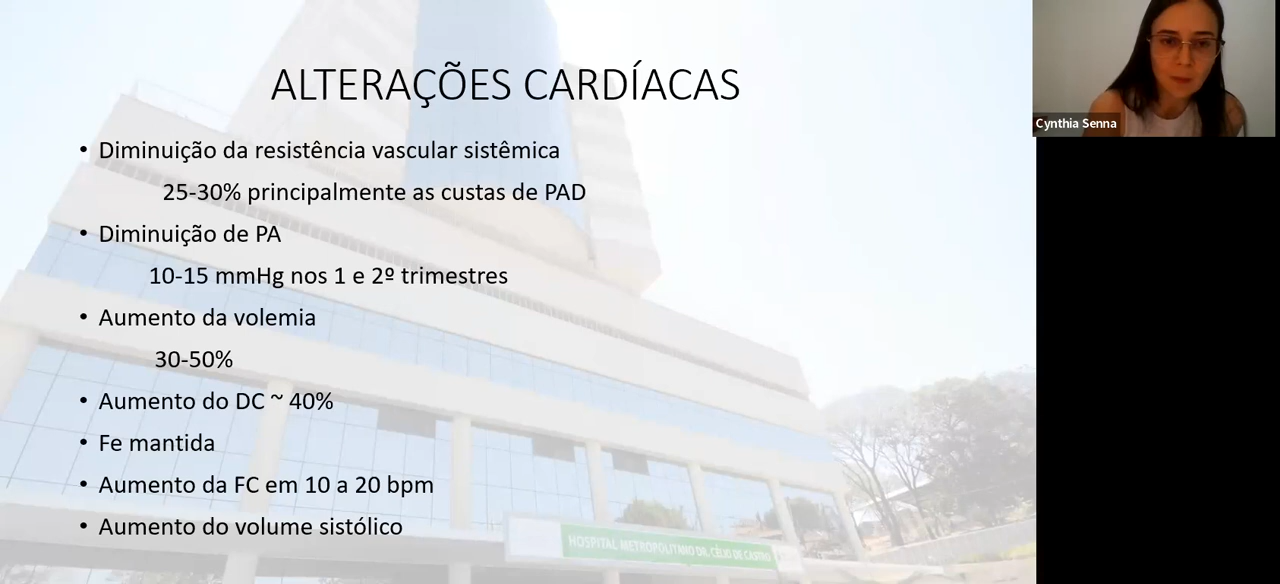 ALTERAÇÕES CARDÍACAS
• Diminuição da resistência vascular sistêmica
25-30% principalmente as custas de PAD
• Diminuição de PA
10-15 mmHg nos 1 e 2º trimestres
• Aumento da volemia
30-50%
• Aumento do DC ~ 40%
• Fe mantida
• Aumento da FC em 10 a 20 bpm
• Aumento do volume sistólico
HOSPITAL METROPOLITANO DR. CÉLIO DE CASTRO
Cynthia Senna